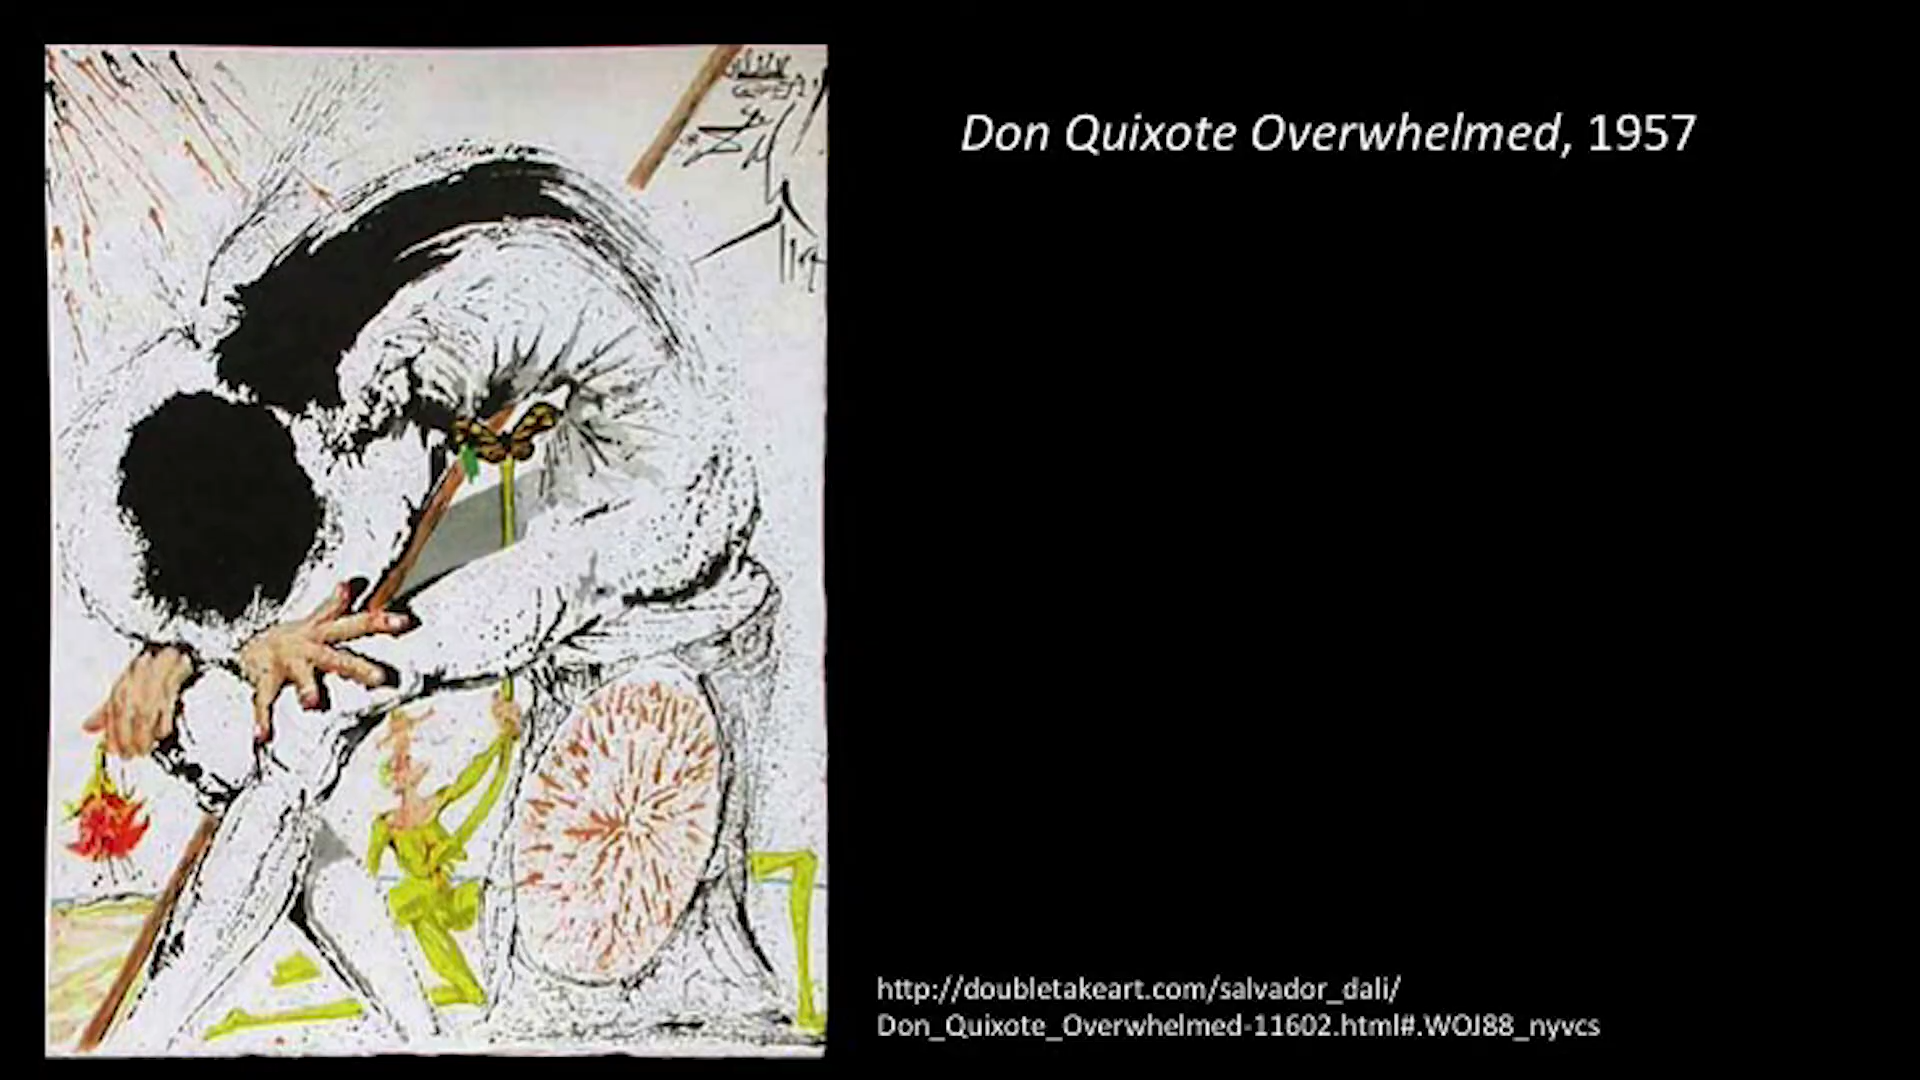 Don Quixote Overwhelmed, 1957
http://doubletakeart.com/salvador_dali/
Don_Quixote_Overwhelmed-11602.html#.WOJ88_nyvcs